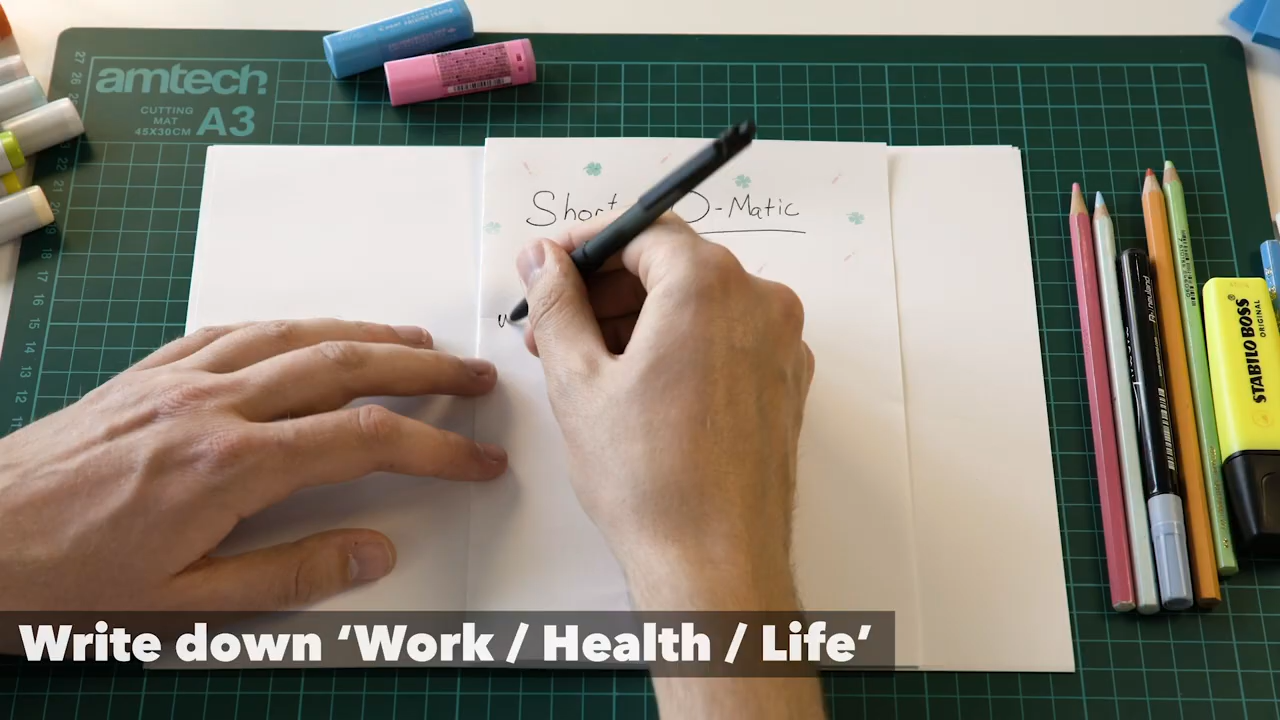 amtech
CUTTING
MAT
45X30CM
A3
Short O-Matic
STABILO BOSS
ORIGINAL
Write down ‘Work / Health / Life’